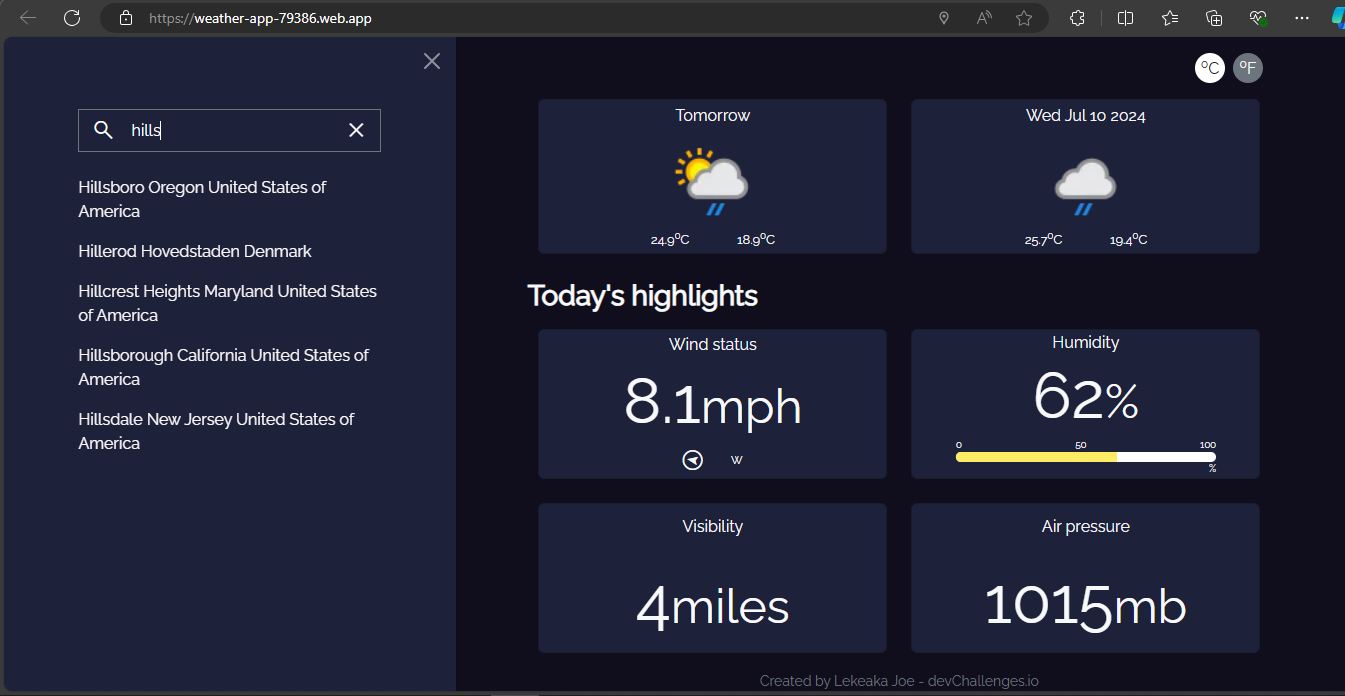 https://weather-app-79386.web.app
hills
Hillsboro Oregon United States of
America
Hillerod Hovedstaden Denmark
Hillcrest Heights Maryland United States
of America
Hillsborough California United States of
America
Hillsdale New Jersey United States of
America
°C °F
Tomorrow
24.9°C 18.9°C
Wed Jul 10 2024
25.7°C 19.4°C
Today's highlights
Wind status
8.1mph
W
Humidity
62%
0 50 100
%
Visibility
4miles
Air pressure
1015mb
Created by Lekeaka Joe - devChallenges.io